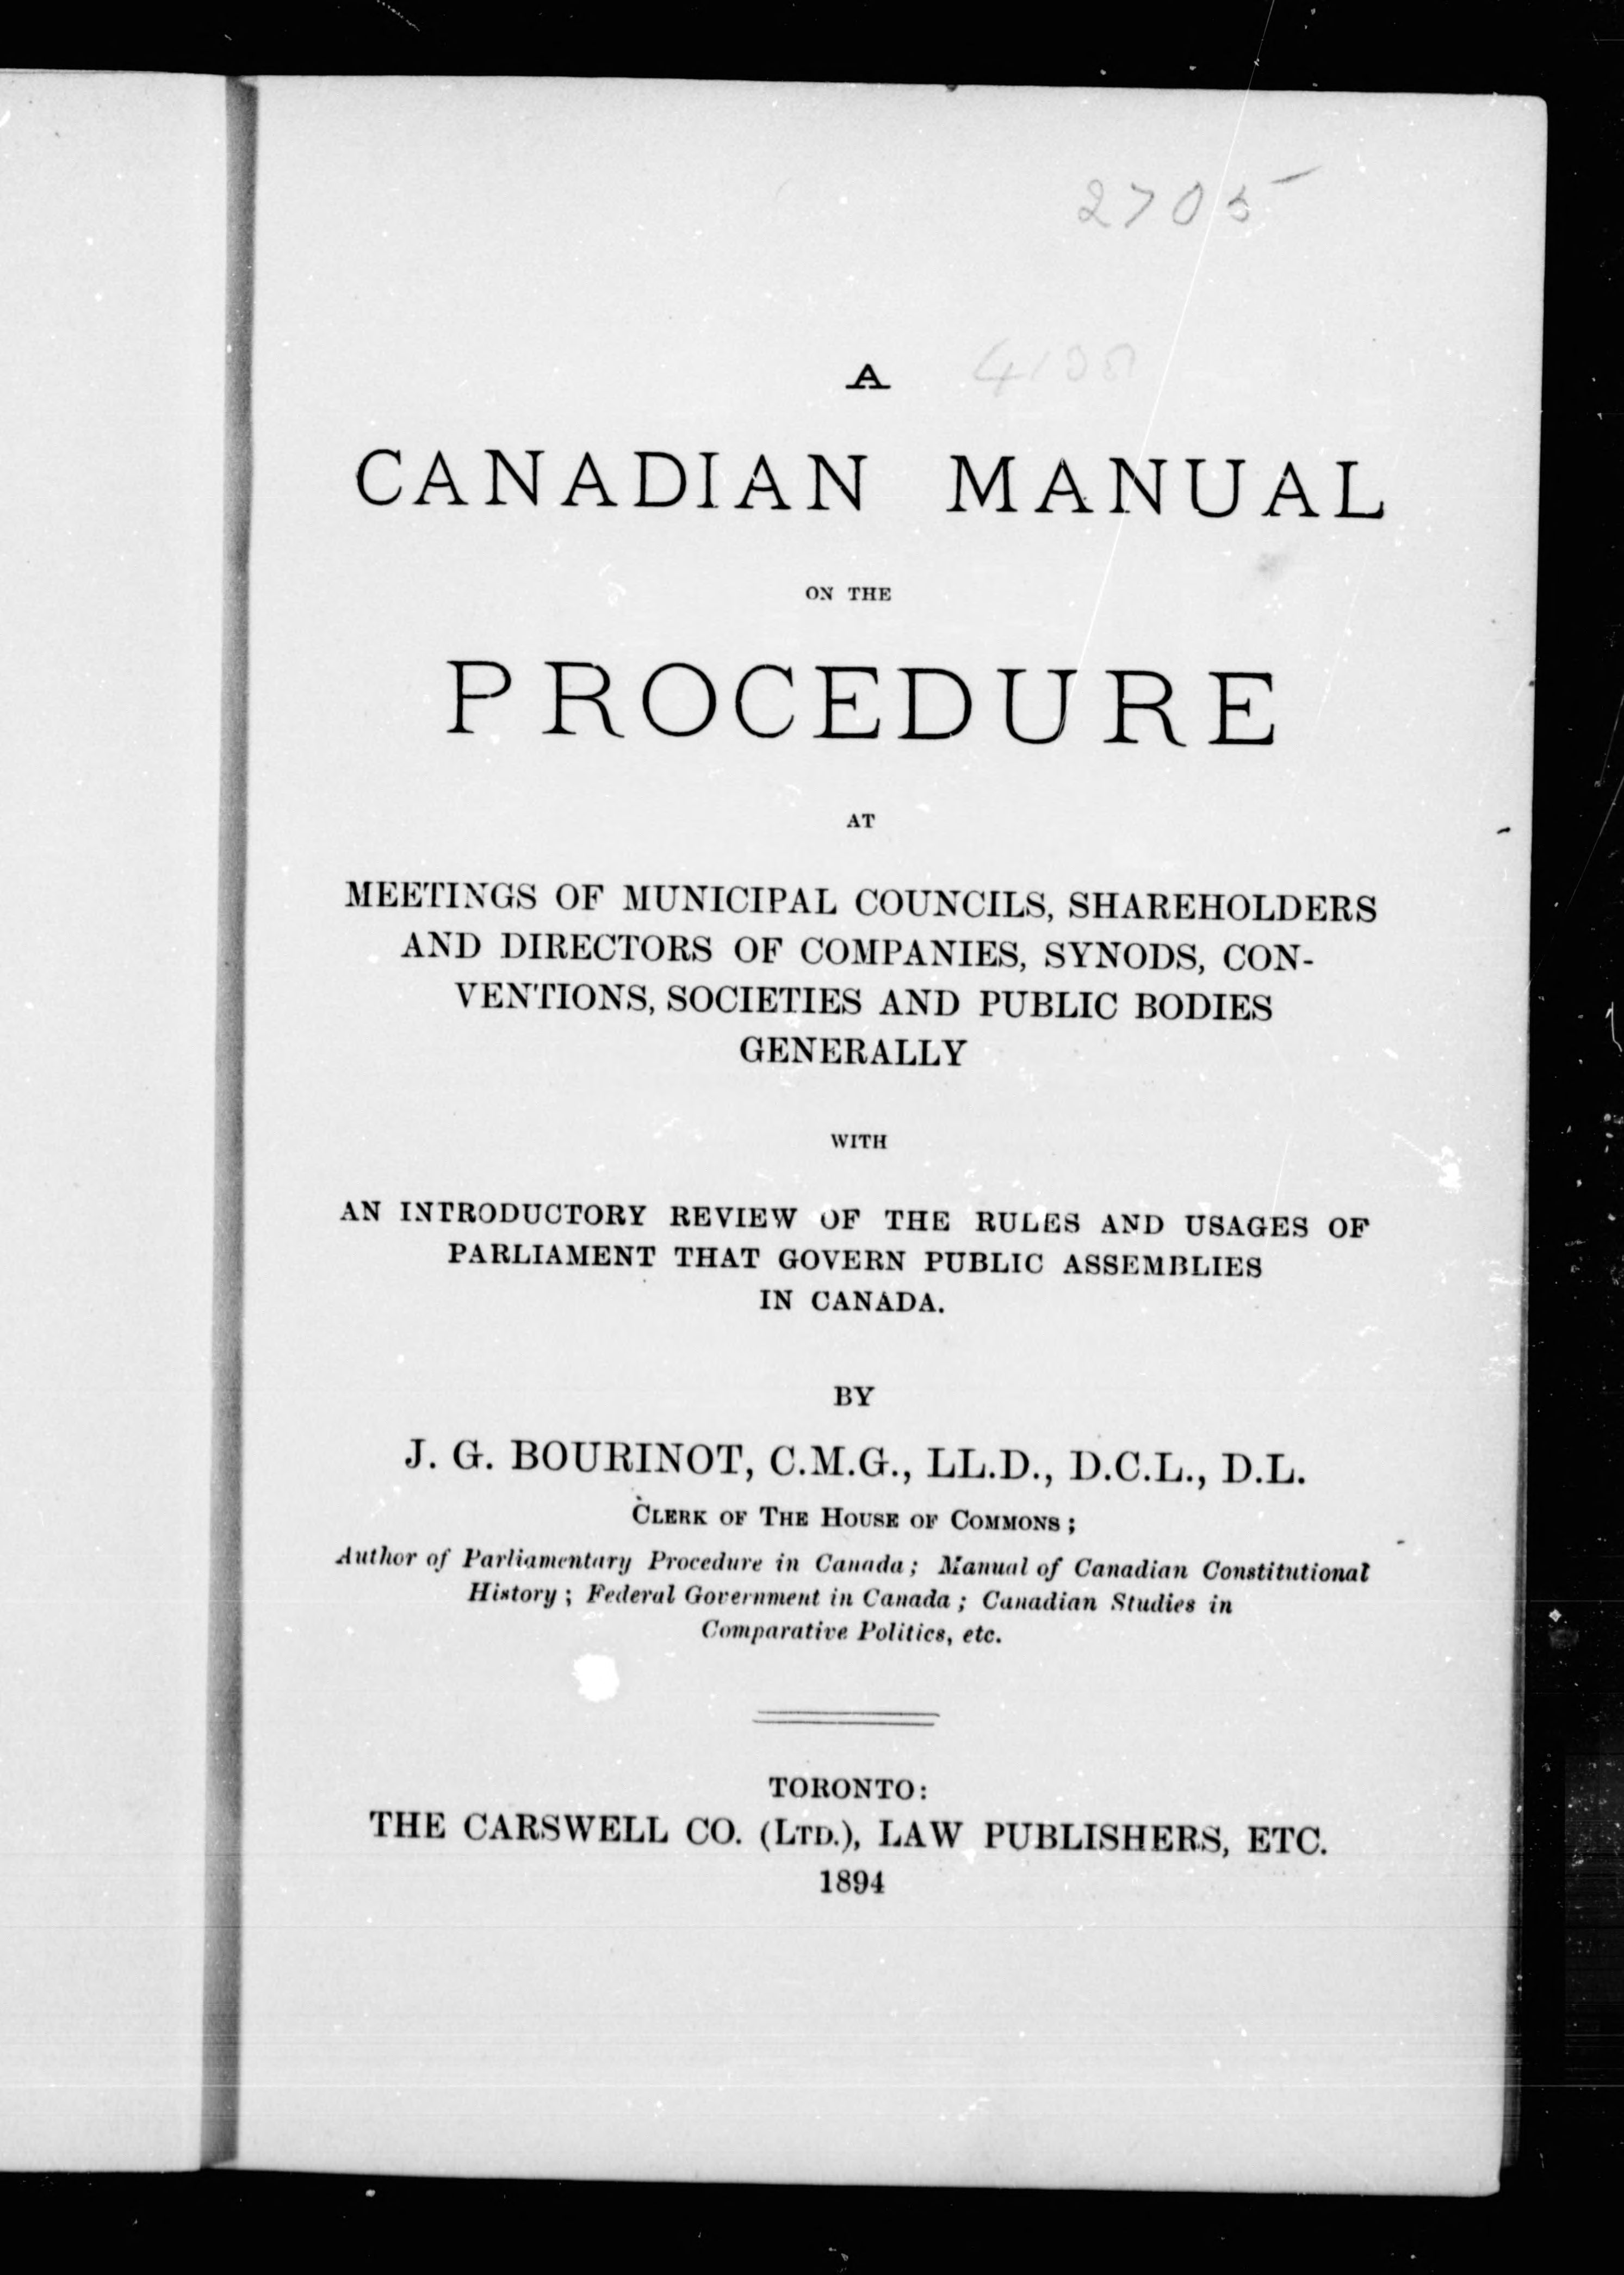 2705
A
CANADIAN MANUAL
ON THE
PROCEDURE
AT
MEETINGS OF MUNICIPAL COUNCILS, SHAREHOLDERS
AND DIRECTORS OF COMPANIES, SYNODS, CON-
VENTIONS, SOCIETIES AND PUBLIC BODIES
GENERALLY
WITH
AN INTRODUCTORY REVIEW OF THE RULES AND USAGES OF
PARLIAMENT THAT GOVERN PUBLIC ASSEMBLIES
IN CANADA.
BY
J. G. BOURINOT, C.M.G., LL.D., D.C.L., D.L.
CLERK OF THE HOUSE OF COMMONS;
Author of Parliamentary Procedure in Canada; Manual of Canadian Constitutional
History; Federal Government in Canada; Canadian Studies in
Comparative Politics, etc.
TORONTO:
THE CARSWELL CO. (LTD.), LAW PUBLISHERS, ETC.
1894